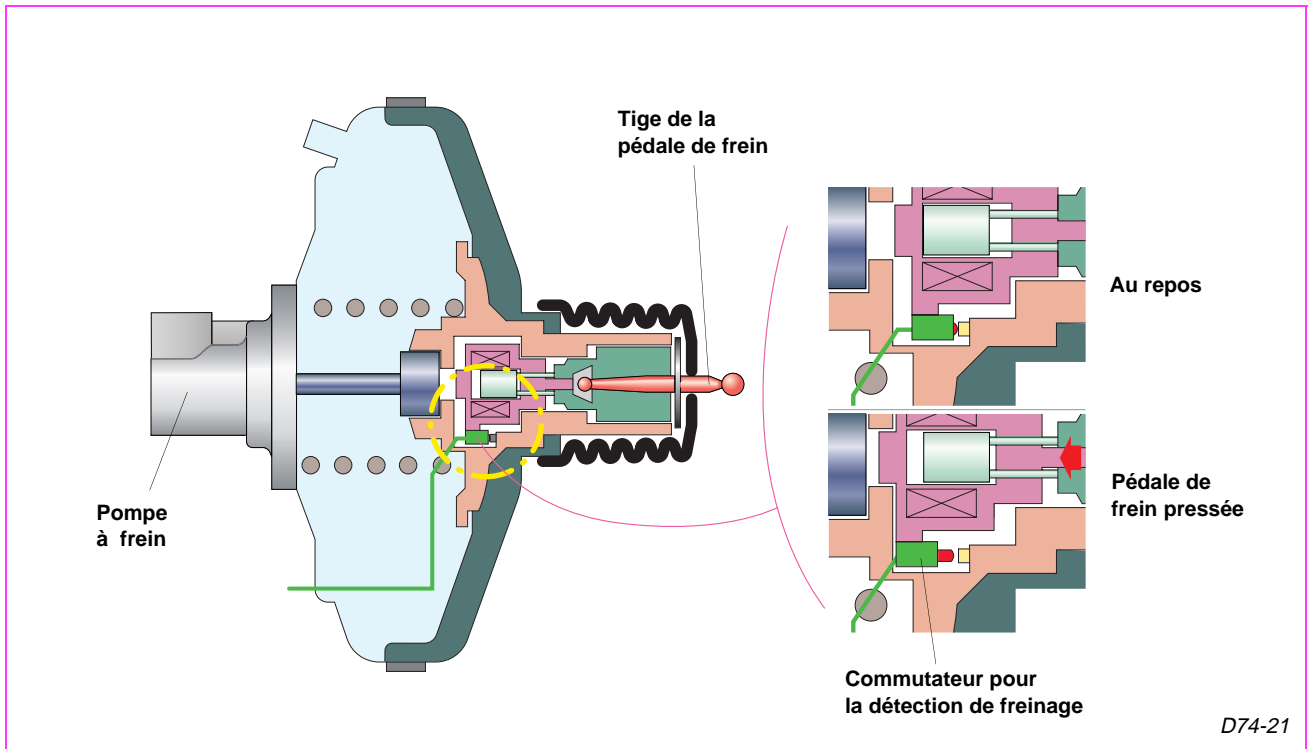 Tige de la
pédale de frein
Au repos
Pédale de
frein pressée
Pompe
à frein
Commutateur pour
la détection de freinage
D74-21